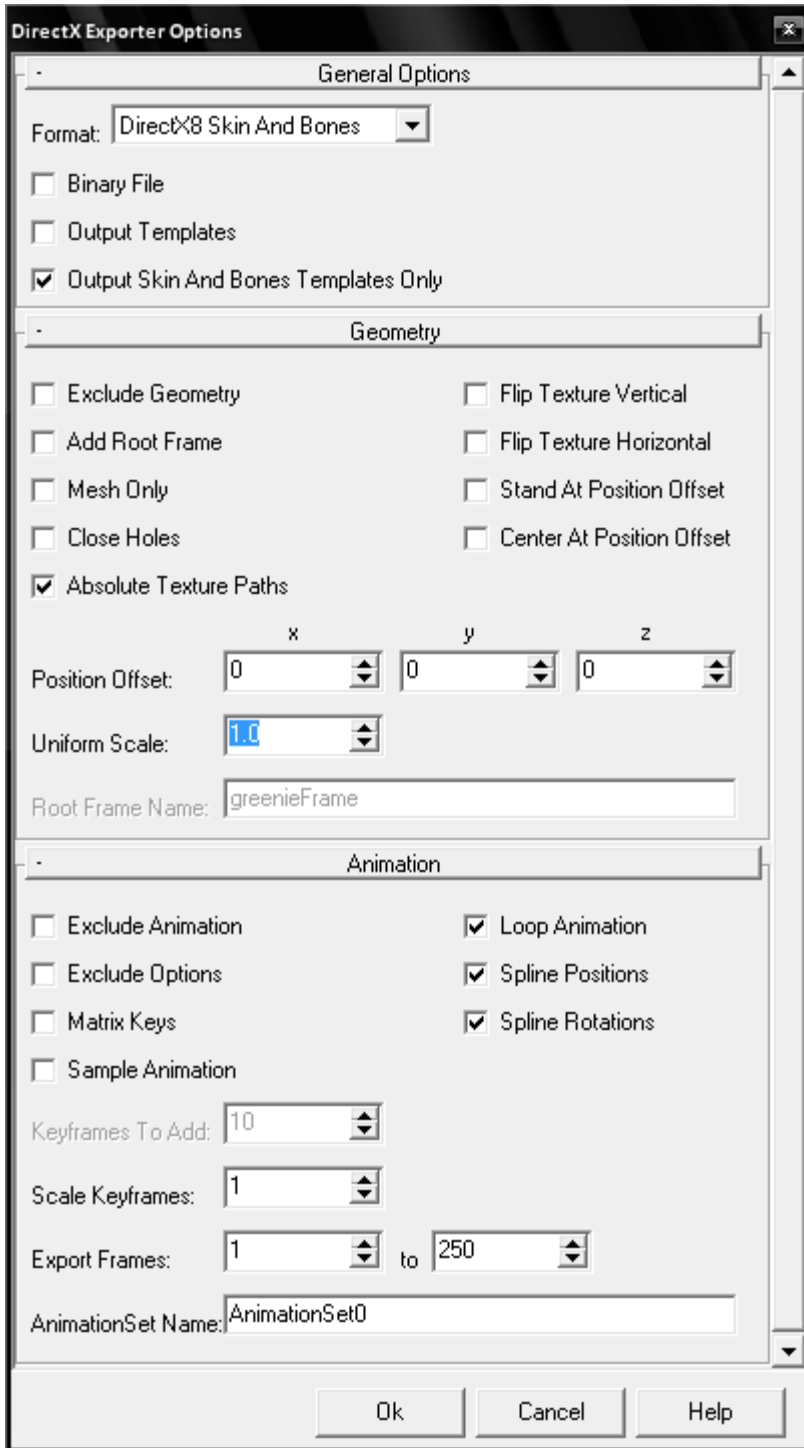 DirectX Exporter Options
- General Options
Format: DirectX8 Skin And Bones
Binary File
Output Templates
Output Skin And Bones Templates Only
- Geometry
Exclude Geometry Flip Texture Vertical
Add Root Frame Flip Texture Horizontal
Mesh Only Stand At Position Offset
Close Holes Center At Position Offset
Absolute Texture Paths
x y z
Position Offset: 0 0 0
Uniform Scale: 1.0
Root Frame Name: greenieFrame
- Animation
Exclude Animation Loop Animation
Exclude Options Spline Positions
Matrix Keys Spline Rotations
Sample Animation
Keyframes To Add: 10
Scale Keyframes: 1
Export Frames: 1 to 250
AnimationSet Name: AnimationSet0
Ok Cancel Help